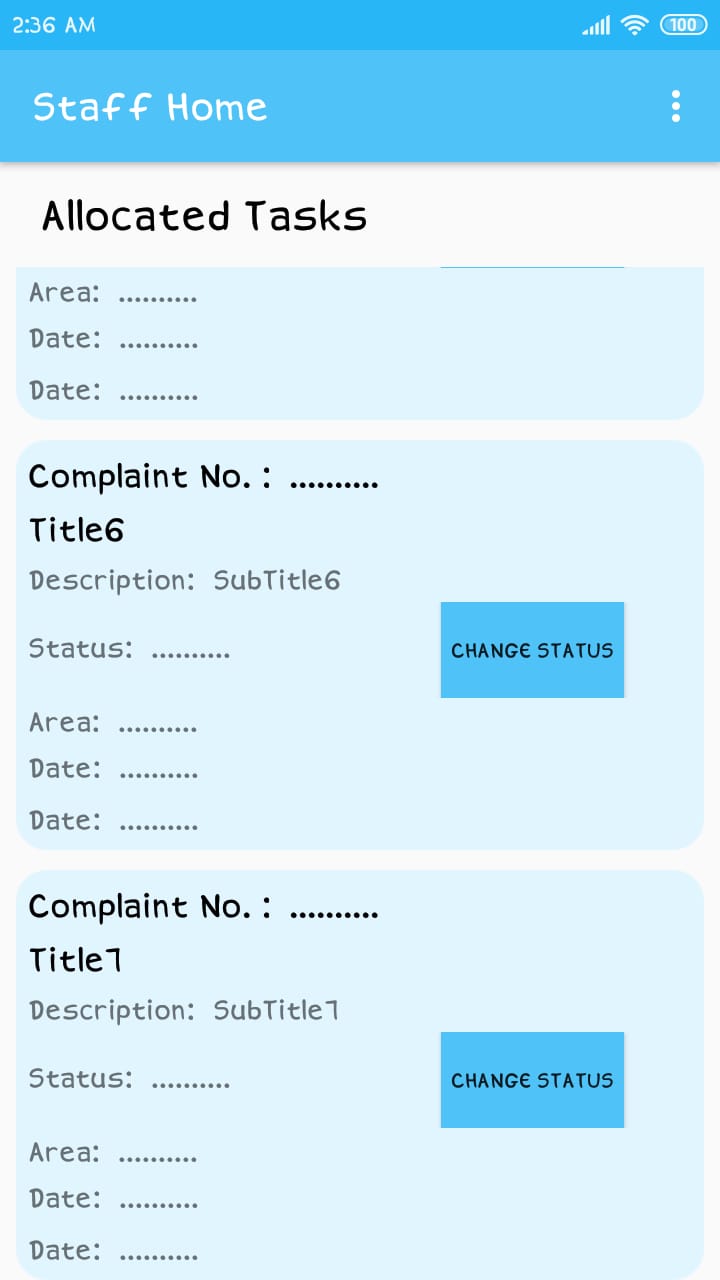 2:36 AM
100
Staff Home
Allocated Tasks
Area: ..........
Date: ..........
Date: ..........
Complaint No. : ..........
Title6
Description: SubTitle6
Status: ..........
CHANGE STATUS
Area: ..........
Date: ..........
Date: ..........
Complaint No. : ..........
Title7
Description: SubTitle7
Status: ..........
CHANGE STATUS
Area: ..........
Date: ..........
Date: ..........